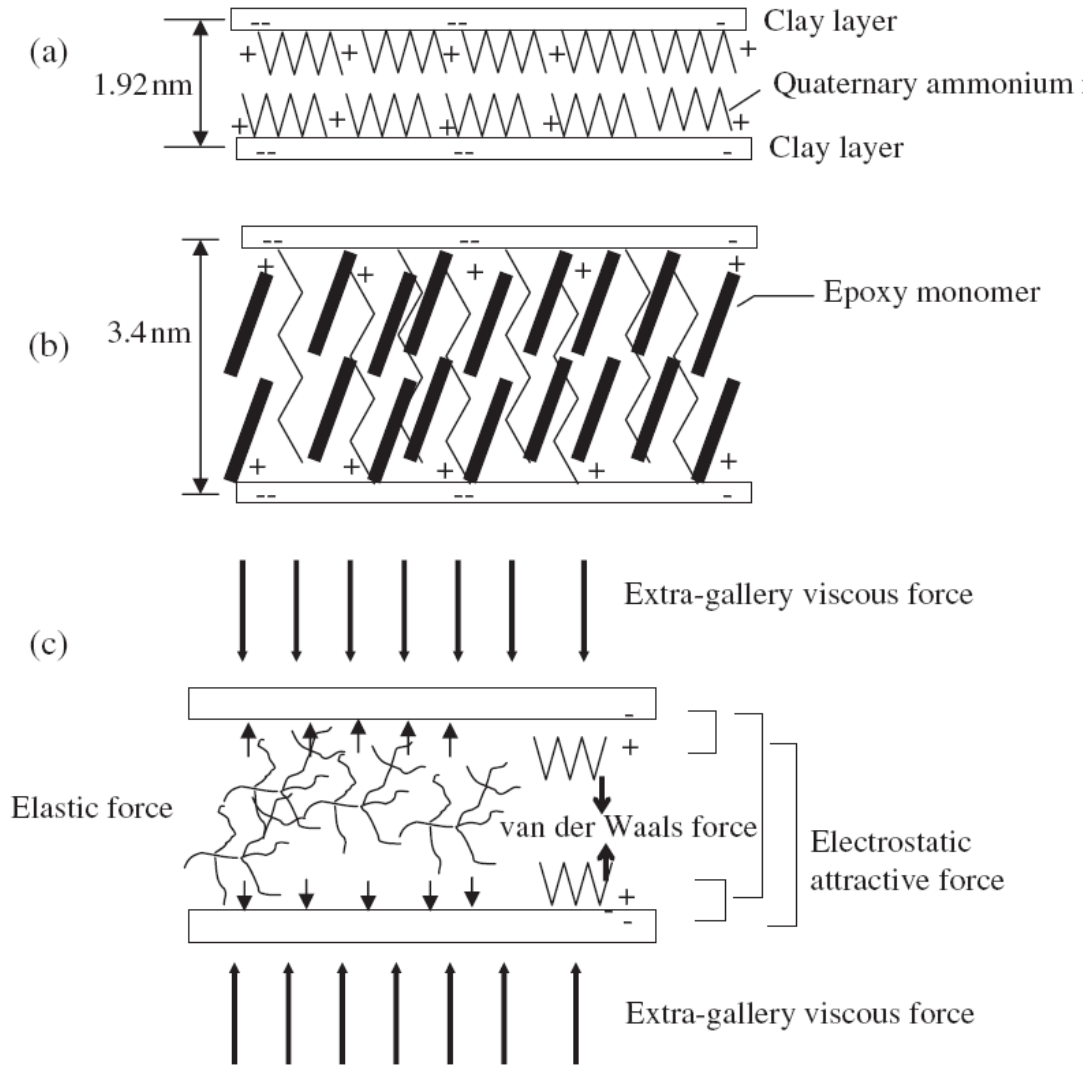 (a)
1.92 nm
-- -- -
Clay layer
+ + + + + +
Quaternary ammonium
+ + + + +
Clay layer
-- -- -
(b)
3.4 nm
-- -- -
+ + + + +
Epoxy monomer
+ + + + +
-- -- -
(c)
Extra-gallery viscous force
-
+
Elastic force
van der Waals force
Electrostatic
attractive force
+
-
-
Extra-gallery viscous force